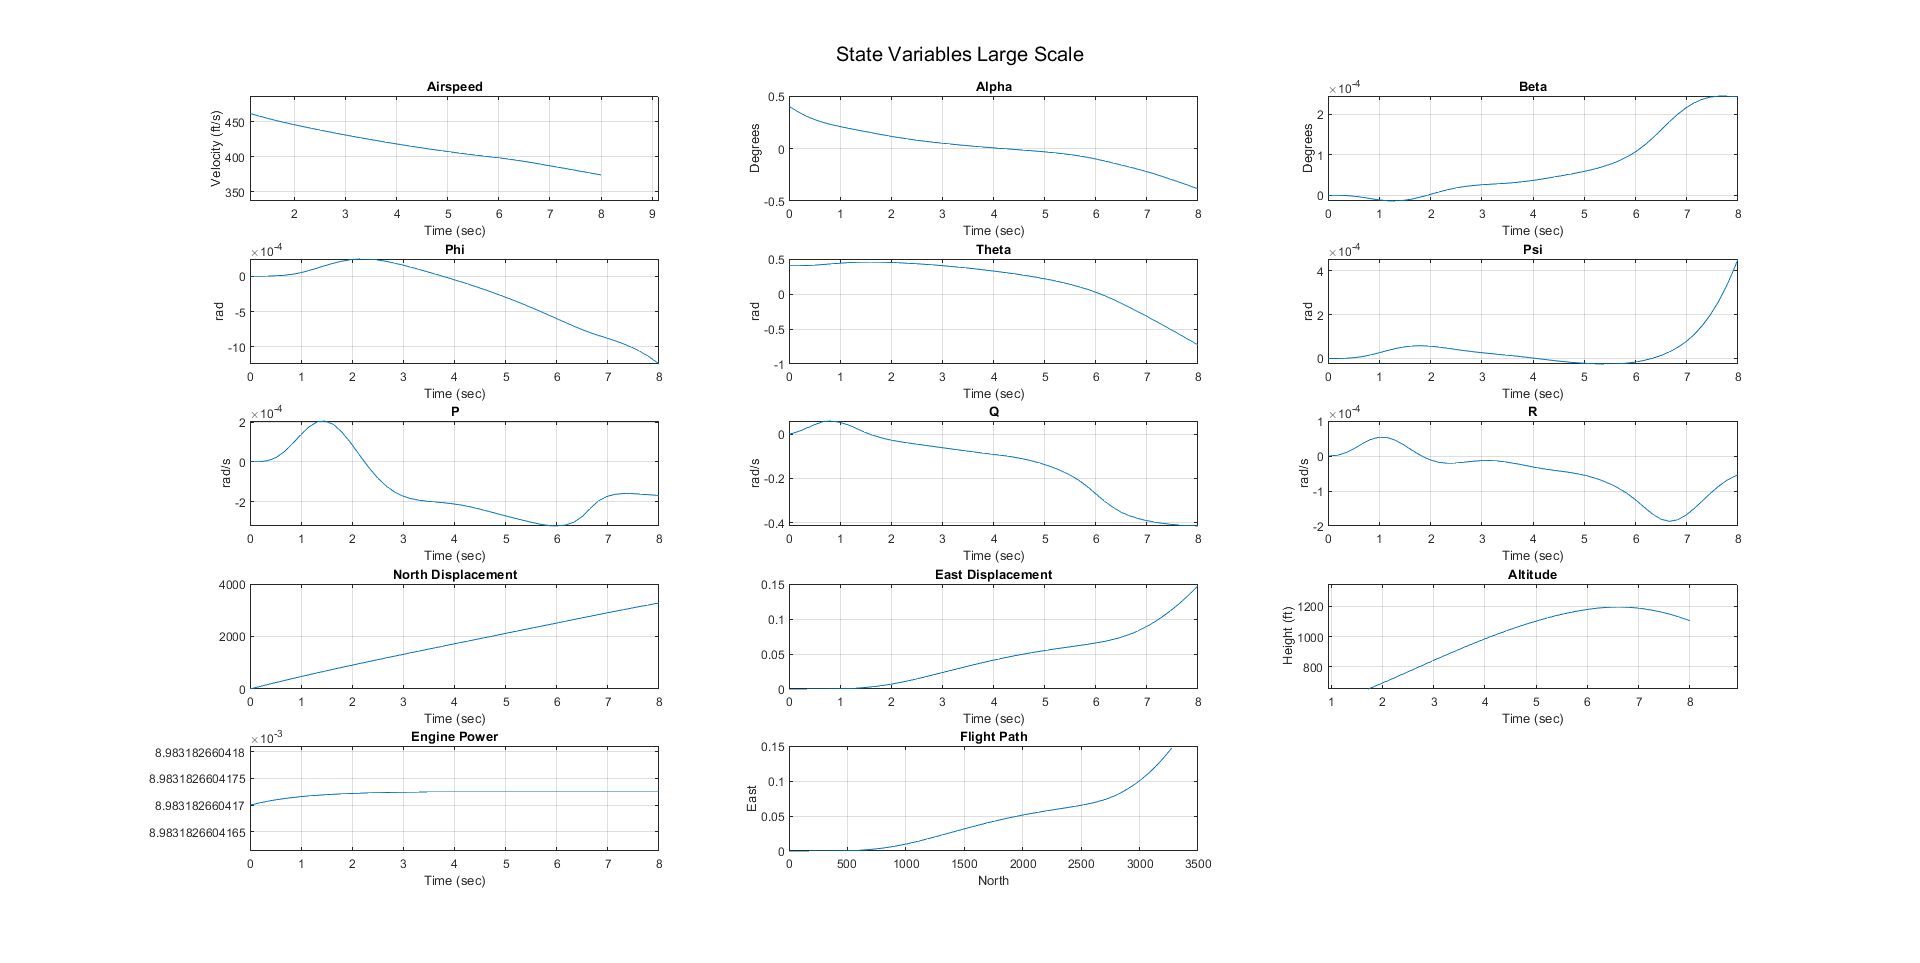 State Variables Large Scale
Airspeed
Velocity (ft/s)
450
400
350
2 3 4 5 6 7 8 9
Time (sec)
Alpha
Degrees
0.5
0
-0.5
0 1 2 3 4 5 6 7 8
Time (sec)
Beta
×10-4
Degrees
2
1
0
0 1 2 3 4 5 6 7 8
Time (sec)
Phi
×10-4
rad
0
-5
-10
0 1 2 3 4 5 6 7 8
Time (sec)
Theta
rad
0.5
0
-0.5
-1
0 1 2 3 4 5 6 7 8
Time (sec)
Psi
×10-4
rad
4
2
0
0 1 2 3 4 5 6 7 8
Time (sec)
P
×10-4
rad/s
2
0
-2
0 1 2 3 4 5 6 7 8
Time (sec)
Q
rad/s
0
-0.2
-0.4
0 1 2 3 4 5 6 7 8
Time (sec)
R
×10-4
rad/s
1
0
-1
-2
0 1 2 3 4 5 6 7 8
Time (sec)
North Displacement
4000
2000
0
0 1 2 3 4 5 6 7 8
Time (sec)
East Displacement
0.15
0.1
0.05
0
0 1 2 3 4 5 6 7 8
Time (sec)
Altitude
Height (ft)
1200
1000
800
1 2 3 4 5 6 7 8
Time (sec)
Engine Power
×10-3
8.983182660418
8.9831826604175
8.983182660417
8.9831826604165
0 1 2 3 4 5 6 7 8
Time (sec)
Flight Path
East
0.15
0.1
0.05
0
0 500 1000 1500 2000 2500 3000 3500
North